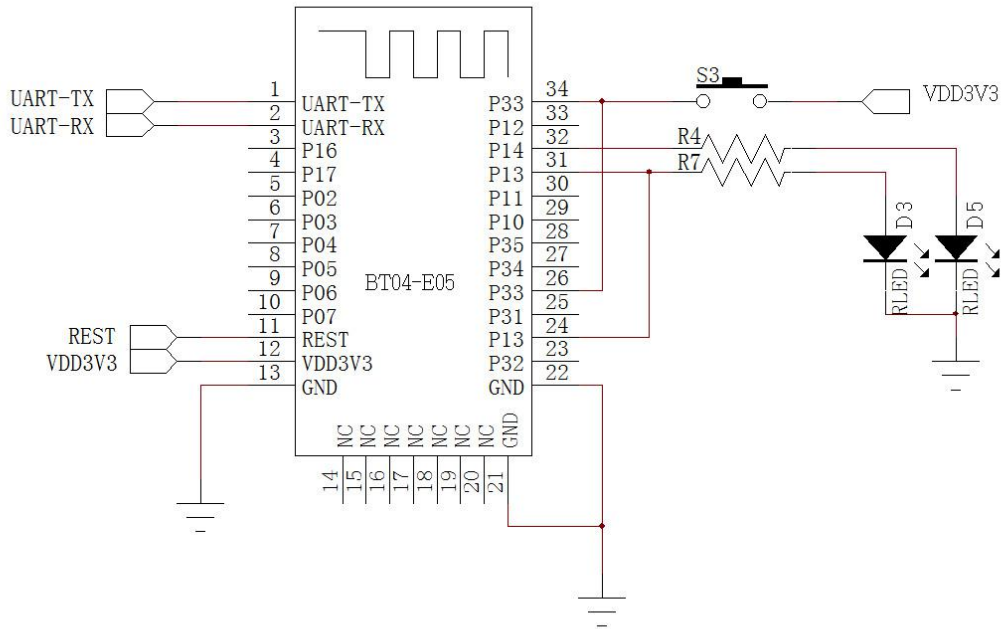 UART-TX
UART-RX
REST
VDD3V3
1 UART-TX
2 UART-RX
3 P16
4 P17
5 P02
6 P03
7 P04
8 P05
9 P06
10 P07
11 REST
12 VDD3V3
13 GND
BT04-E05
P33 34
P12 33
P14 32
P13 31
P11 30
P10 29
P35 28
P34 27
P33 26
P31 25
P13 24
P32 23
GND 22
NC NC NC NC NC NC NC GND
14 15 16 17 18 19 20 21
S3
VDD3V3
R4
R7
D3
D5
RLED
RLED